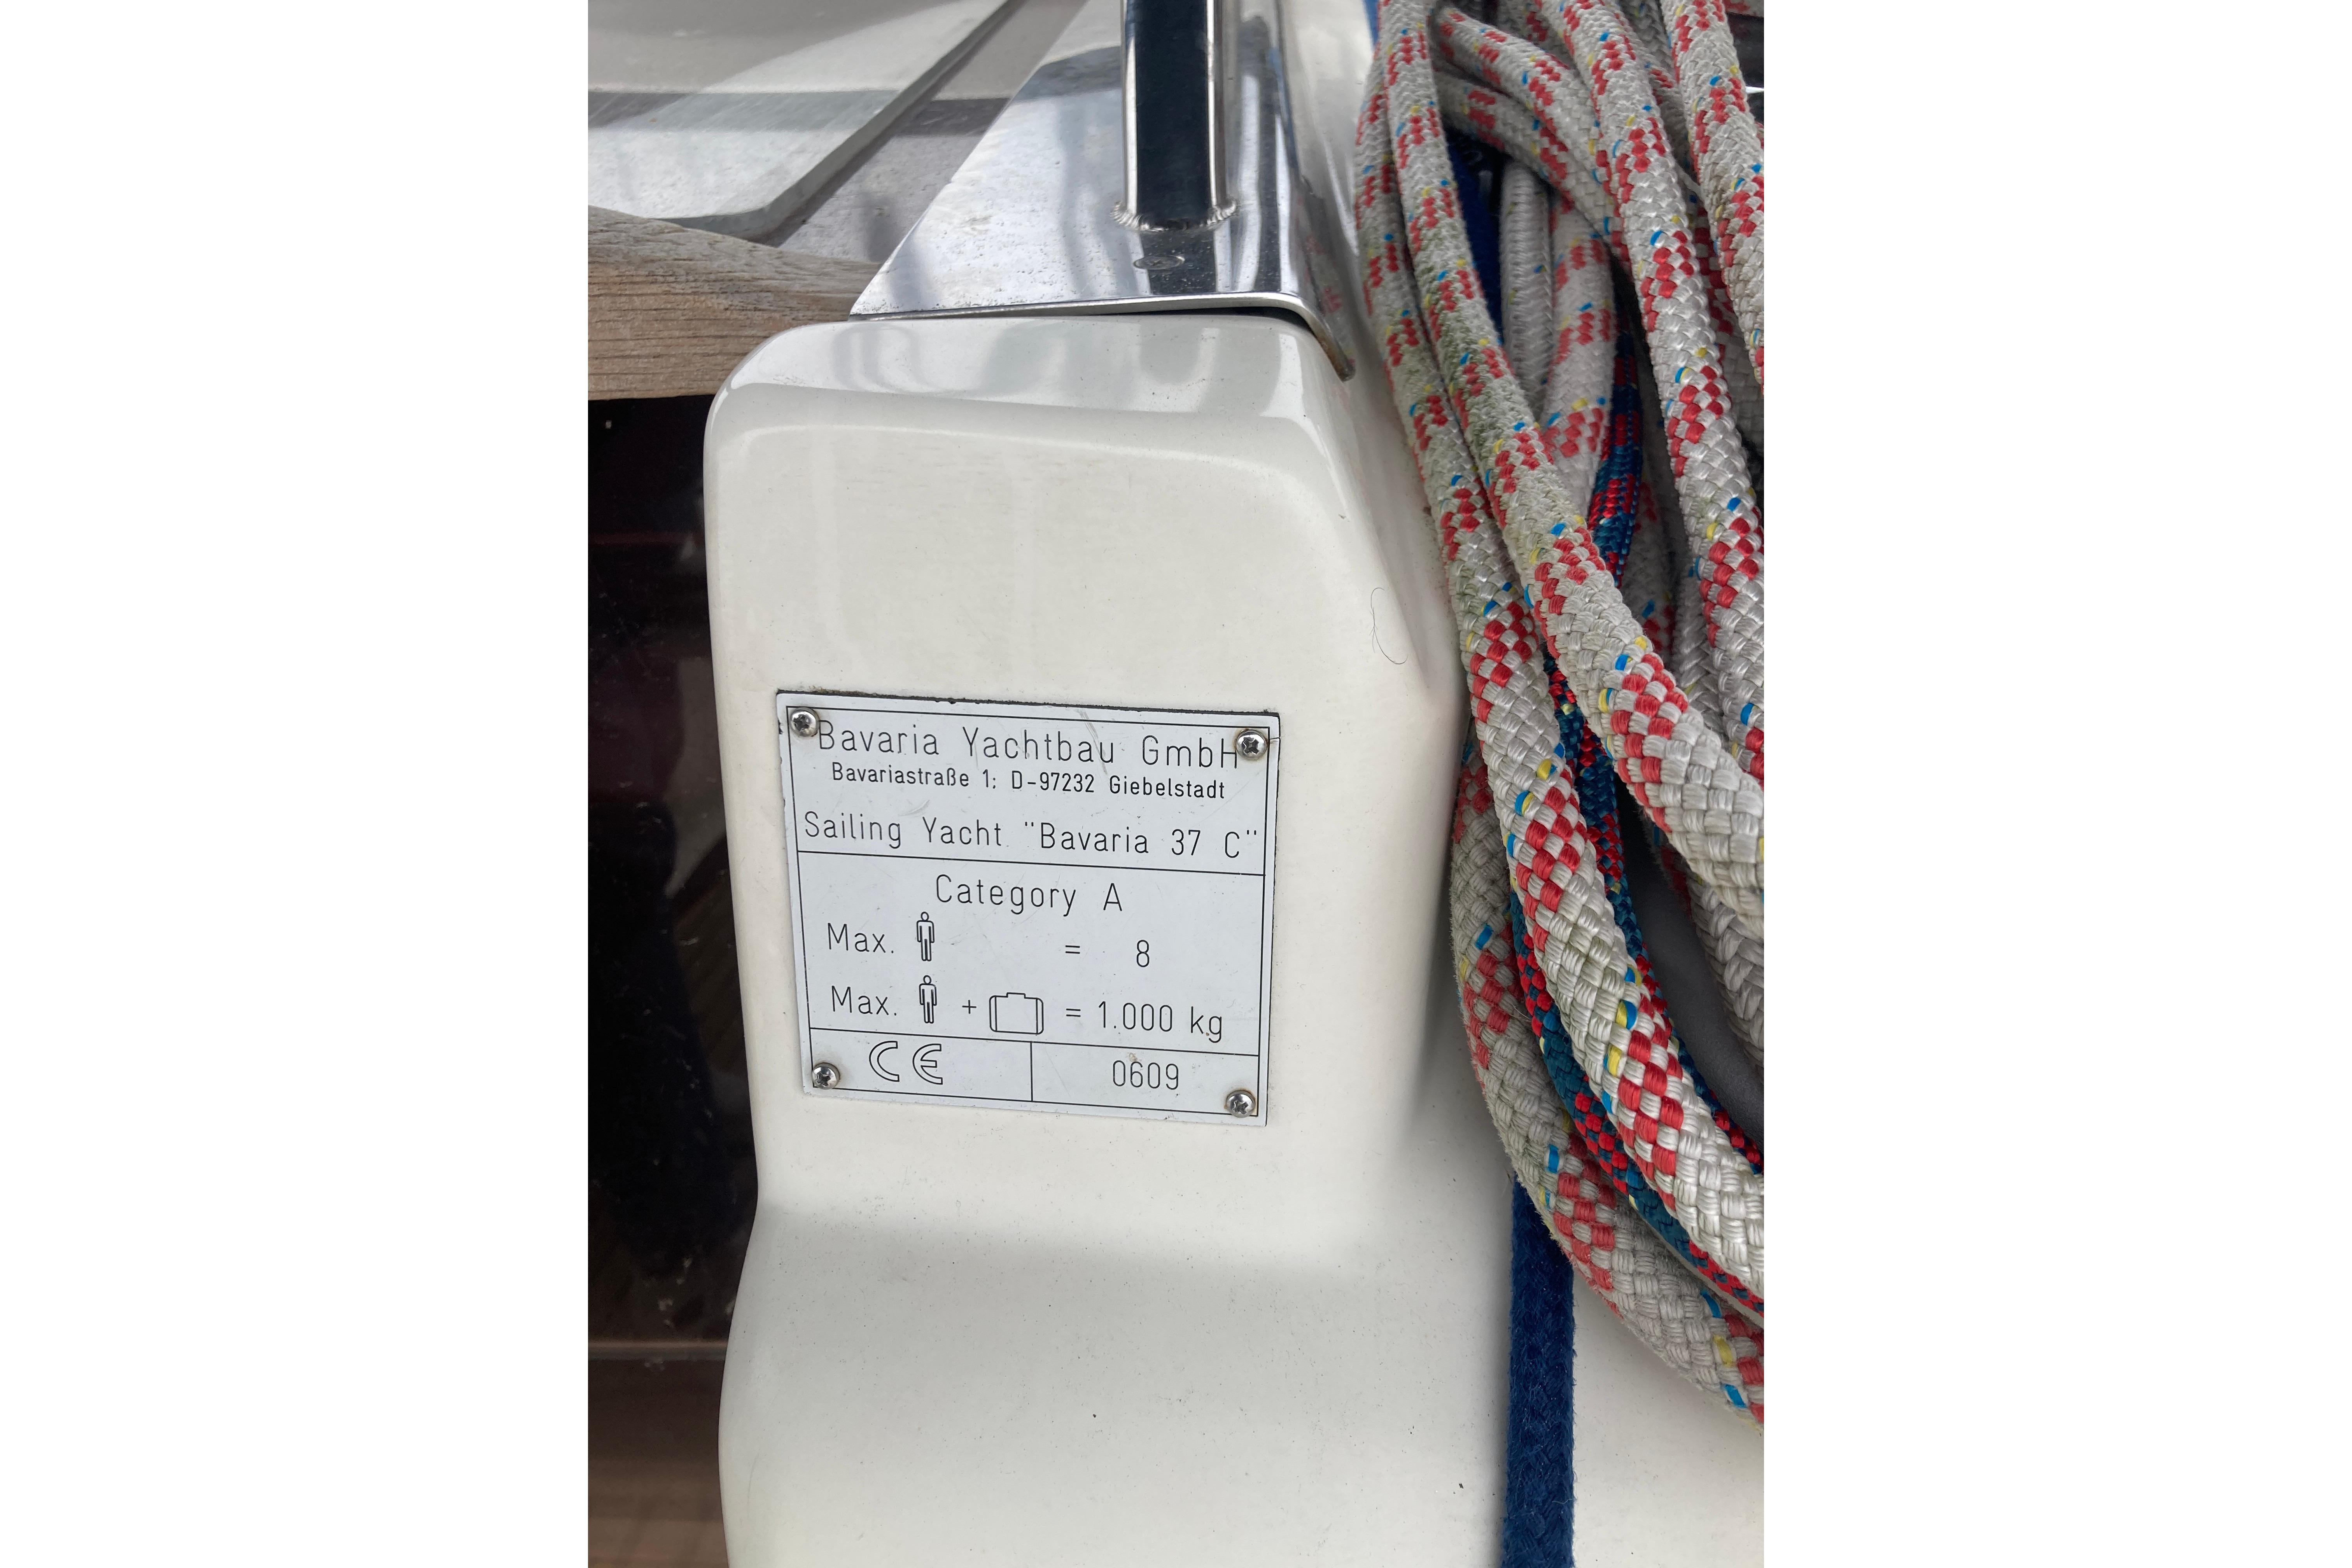 Bavaria Yachtbau GmbH
Bavariastraße 1; D-97232 Giebelstadt
Sailing Yacht "Bavaria 37 C"
Category A
Max. = 8
Max. + = 1.000 kg
CE 0609